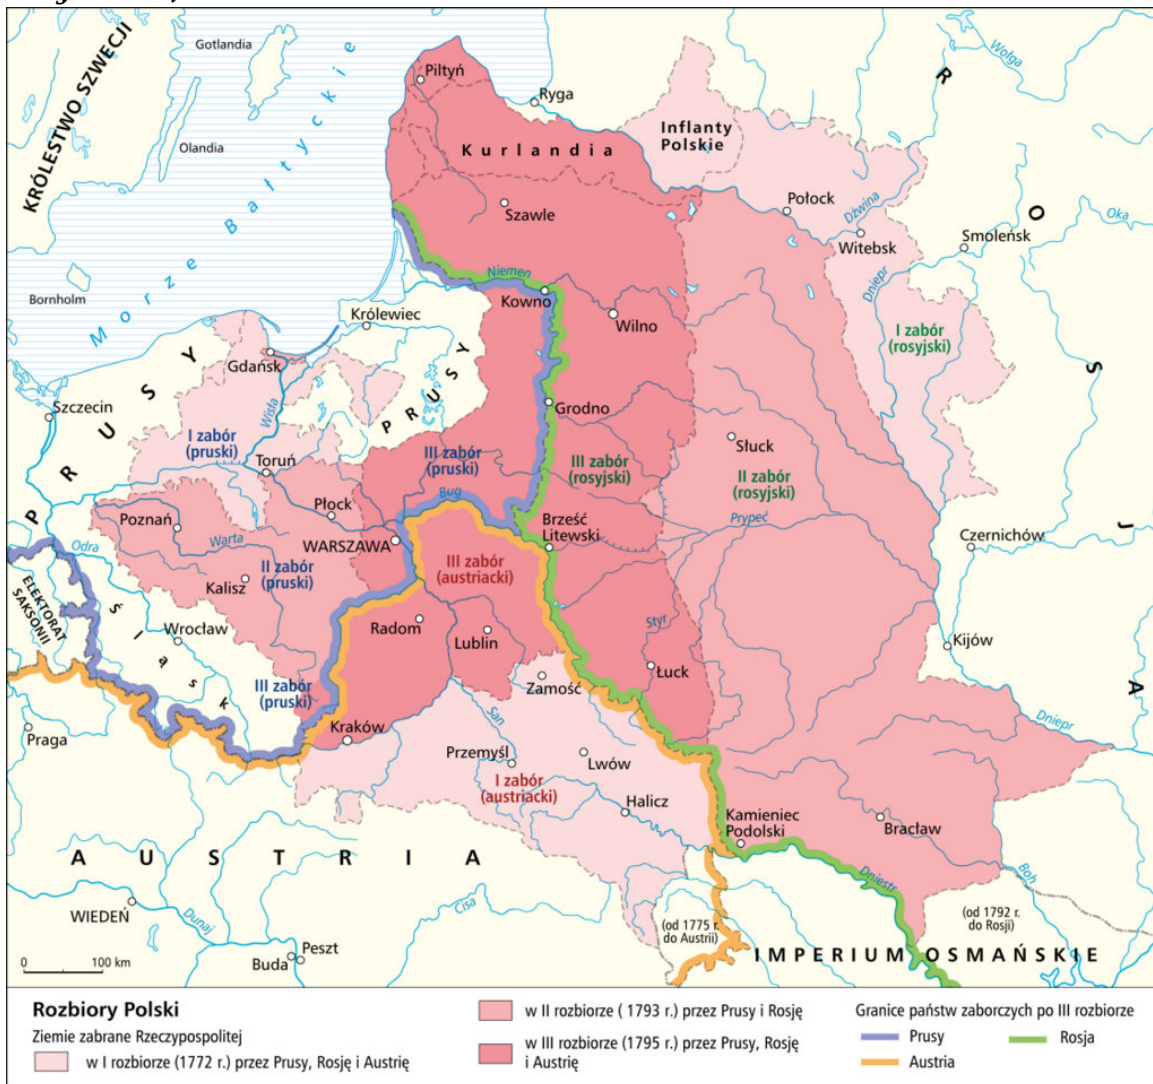 KRÓLESTWO SZWECJI
Gotlandia
Olandia
Bornholm
Morze Bałtyckie
Piltyń
Ryga
Kurlandia
Inflanty
Polskie
Szawle
Połock
Dźwina
Witebsk
Smoleńsk
Wołga
Oka
Dniepr
ROSJA
Niemen
Kowno
Wilno
Królewiec
Gdańsk
Wisła
PRUSY
PRUSY
Szczecin
I zabór
(pruski)
Toruń
III zabór
(pruski)
Grodno
III zabór
(rosyjski)
Słuck
II zabór
(rosyjski)
I zabór
(rosyjski)
Płock
Bug
Poznań
Warta
WARSZAWA
Brześć
Litewski
Prypeć
Czernichów
Odra
II zabór
(pruski)
Kalisz
III zabór
(austriacki)
ELEKTORAT
SAKSONII
Śląsk
Wrocław
Radom
Lublin
Styr
Łuck
Kijów
III zabór
(pruski)
Zamość
Praga
Kraków
San
Przemyśl
Lwów
Dniepr
I zabór
(austriacki)
Halicz
Kamieniec
Podolski
Bracław
AUSTRIA
Dniestr
Boh
WIEDEŃ
Dunaj
Cisa
(od 1775 r.
do Austrii)
(od 1792 r.
do Rosji)
Peszt
Buda
IMPERIUM OSMAŃSKIE
0 100 km
Rozbiory Polski
Ziemie zabrane Rzeczypospolitej
w I rozbiorze (1772 r.) przez Prusy, Rosję i Austrię
w II rozbiorze ( 1793 r.) przez Prusy i Rosję
w III rozbiorze (1795 r.) przez Prusy, Rosję
i Austrię
Granice państw zaborczych po III rozbiorze
Prusy
Rosja
Austria